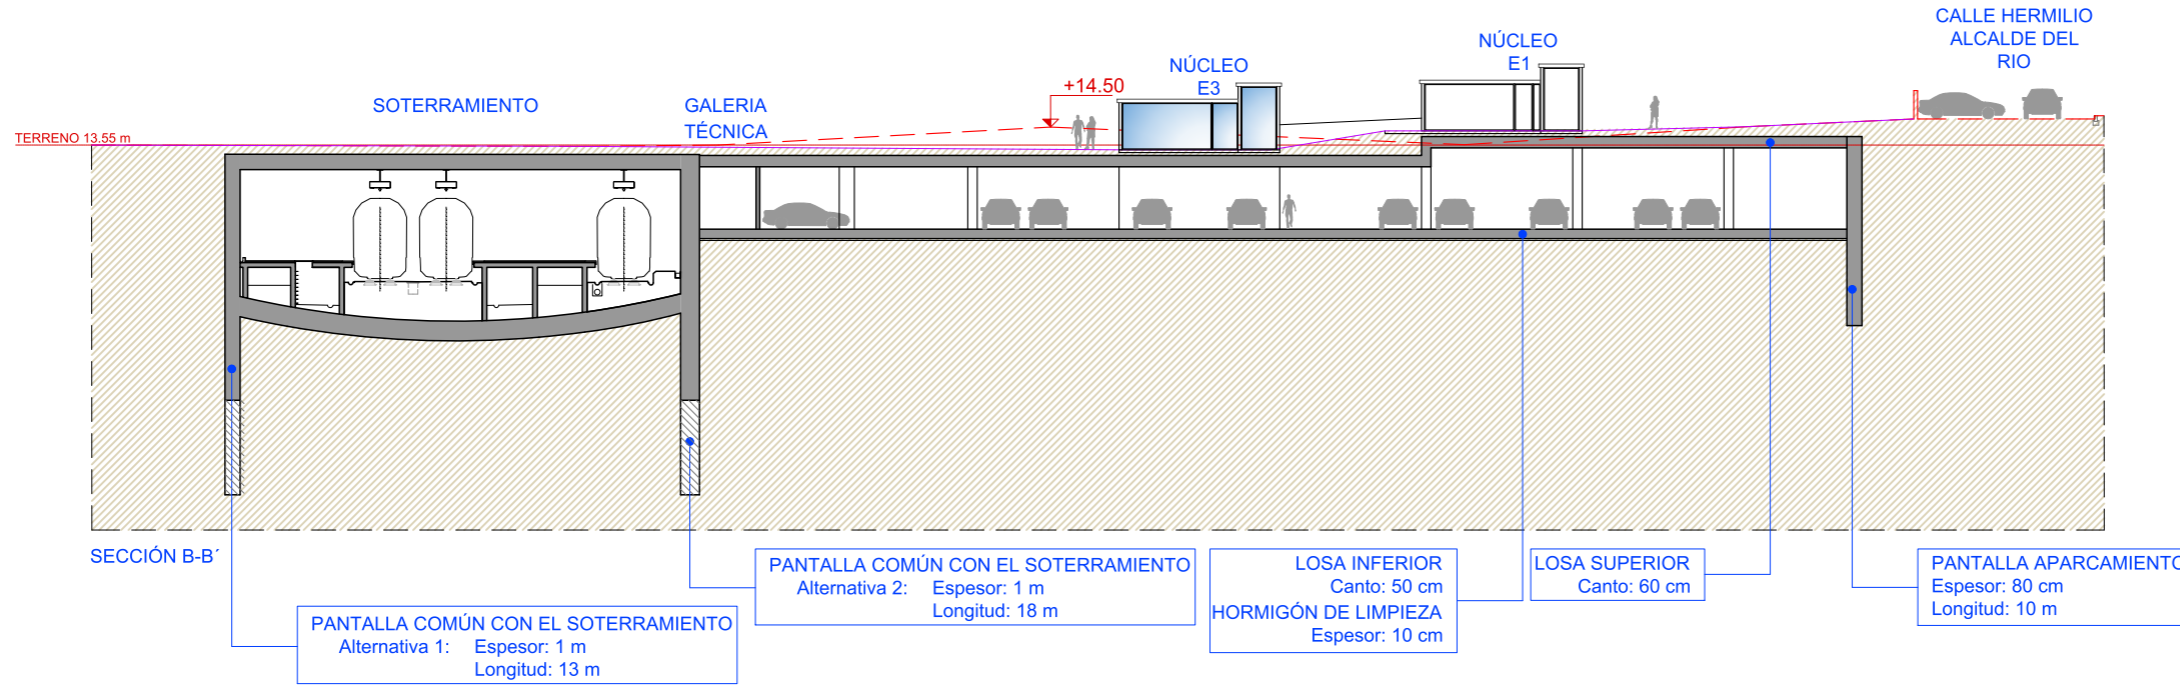 CALLE HERMILIO
ALCALDE DEL
RIO
NÚCLEO
E1
NÚCLEO
E3
+14.50
SOTERRAMIENTO
GALERIA
TÉCNICA
TERRENO 13.55 m
SECCIÓN B-B´
PANTALLA COMÚN CON EL SOTERRAMIENTO
Alternativa 1: Espesor: 1 m
Longitud: 13 m
PANTALLA COMÚN CON EL SOTERRAMIENTO
Alternativa 2: Espesor: 1 m
Longitud: 18 m
LOSA INFERIOR
Canto: 50 cm
HORMIGÓN DE LIMPIEZA
Espesor: 10 cm
LOSA SUPERIOR
Canto: 60 cm
PANTALLA APARCAMIENTO
Espesor: 80 cm
Longitud: 10 m